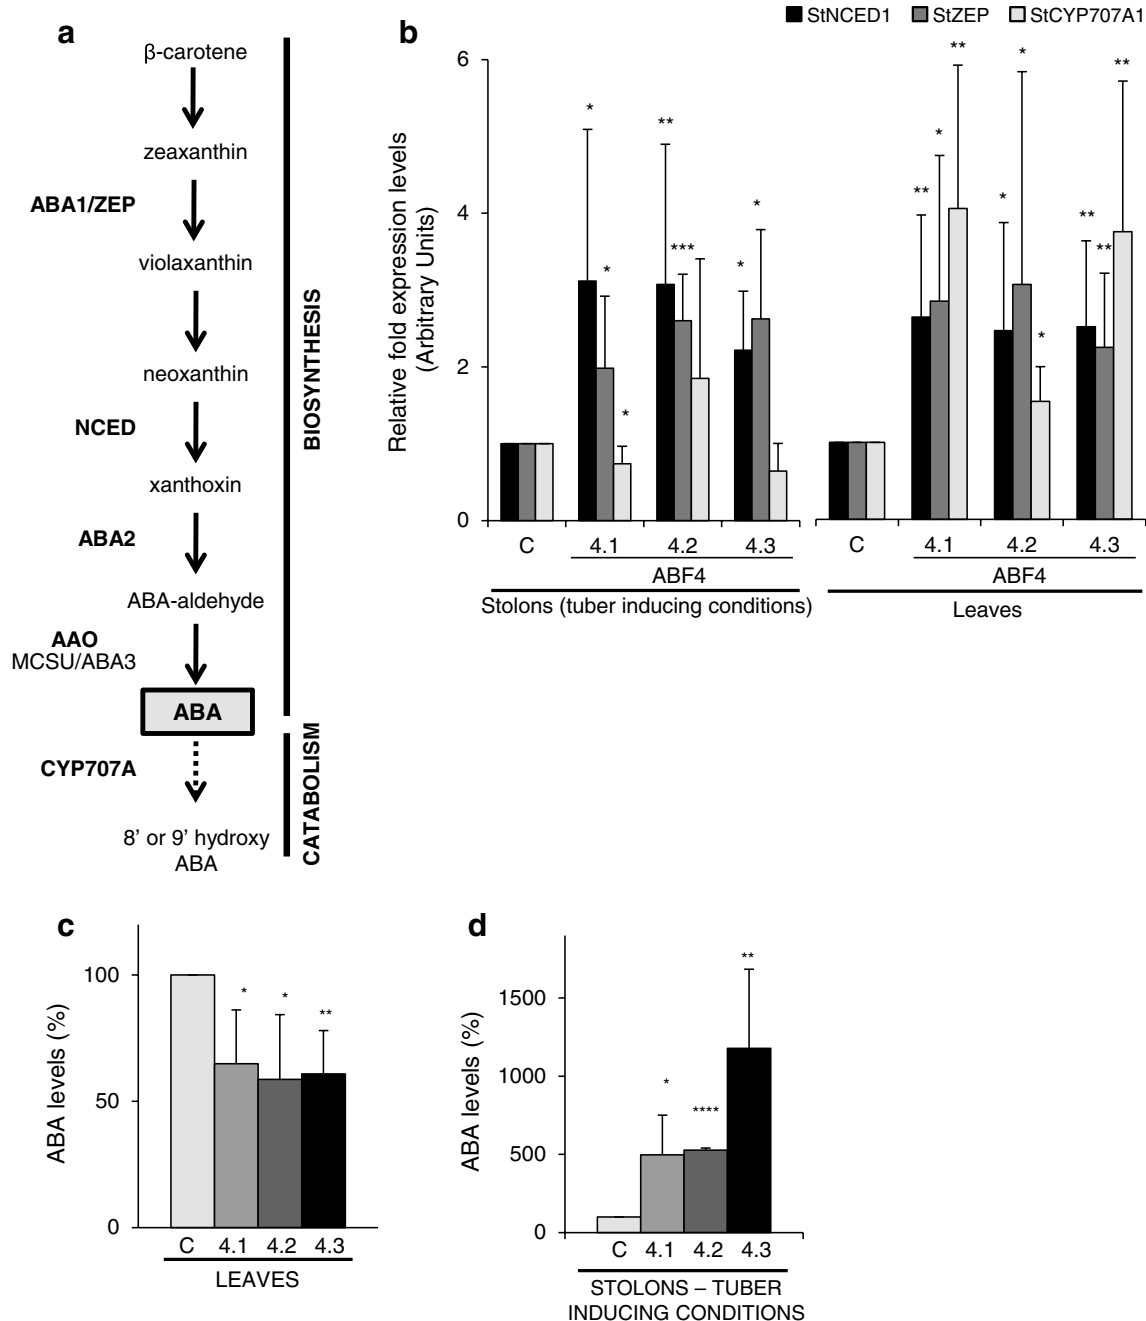 a
β-carotene
zeaxanthin
ABA1/ZEP
violaxanthin
neoxanthin
NCED
xanthoxin
ABA2
ABA-aldehyde
AAO
MCSU/ABA3
ABA
CYP707A
8’ or 9’ hydroxy
ABA
BIOSYNTHESIS
CATABOLISM
b
StNCED1 StZEP StCYP707A1
Relative fold expression levels
(Arbitrary Units)
6
4
2
0
* * * ** *** * * ** * ** * * * ** ** **
C 4.1 4.2 4.3
ABF4
Stolons (tuber inducing conditions)
C 4.1 4.2 4.3
ABF4
Leaves
c
ABA levels (%)
100
50
0
* * **
C 4.1 4.2 4.3
LEAVES
d
ABA levels (%)
1500
1000
500
0
* **** **
C 4.1 4.2 4.3
STOLONS – TUBER
INDUCING CONDITIONS